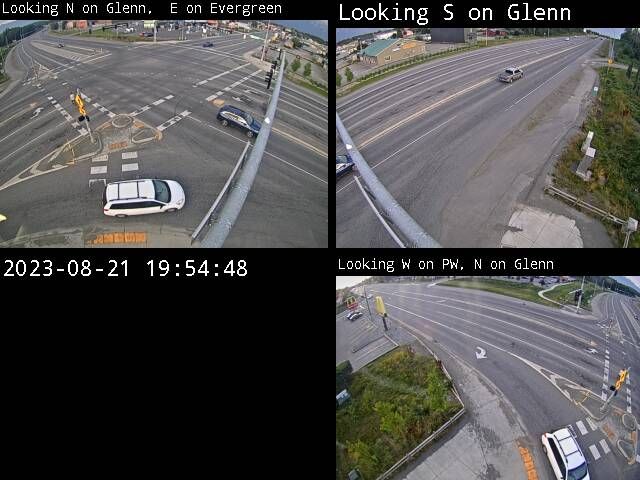 Looking N on Glenn, E on Evergreen
Looking S on Glenn
2023-08-21 19:54:48
Looking W on PW, N on Glenn